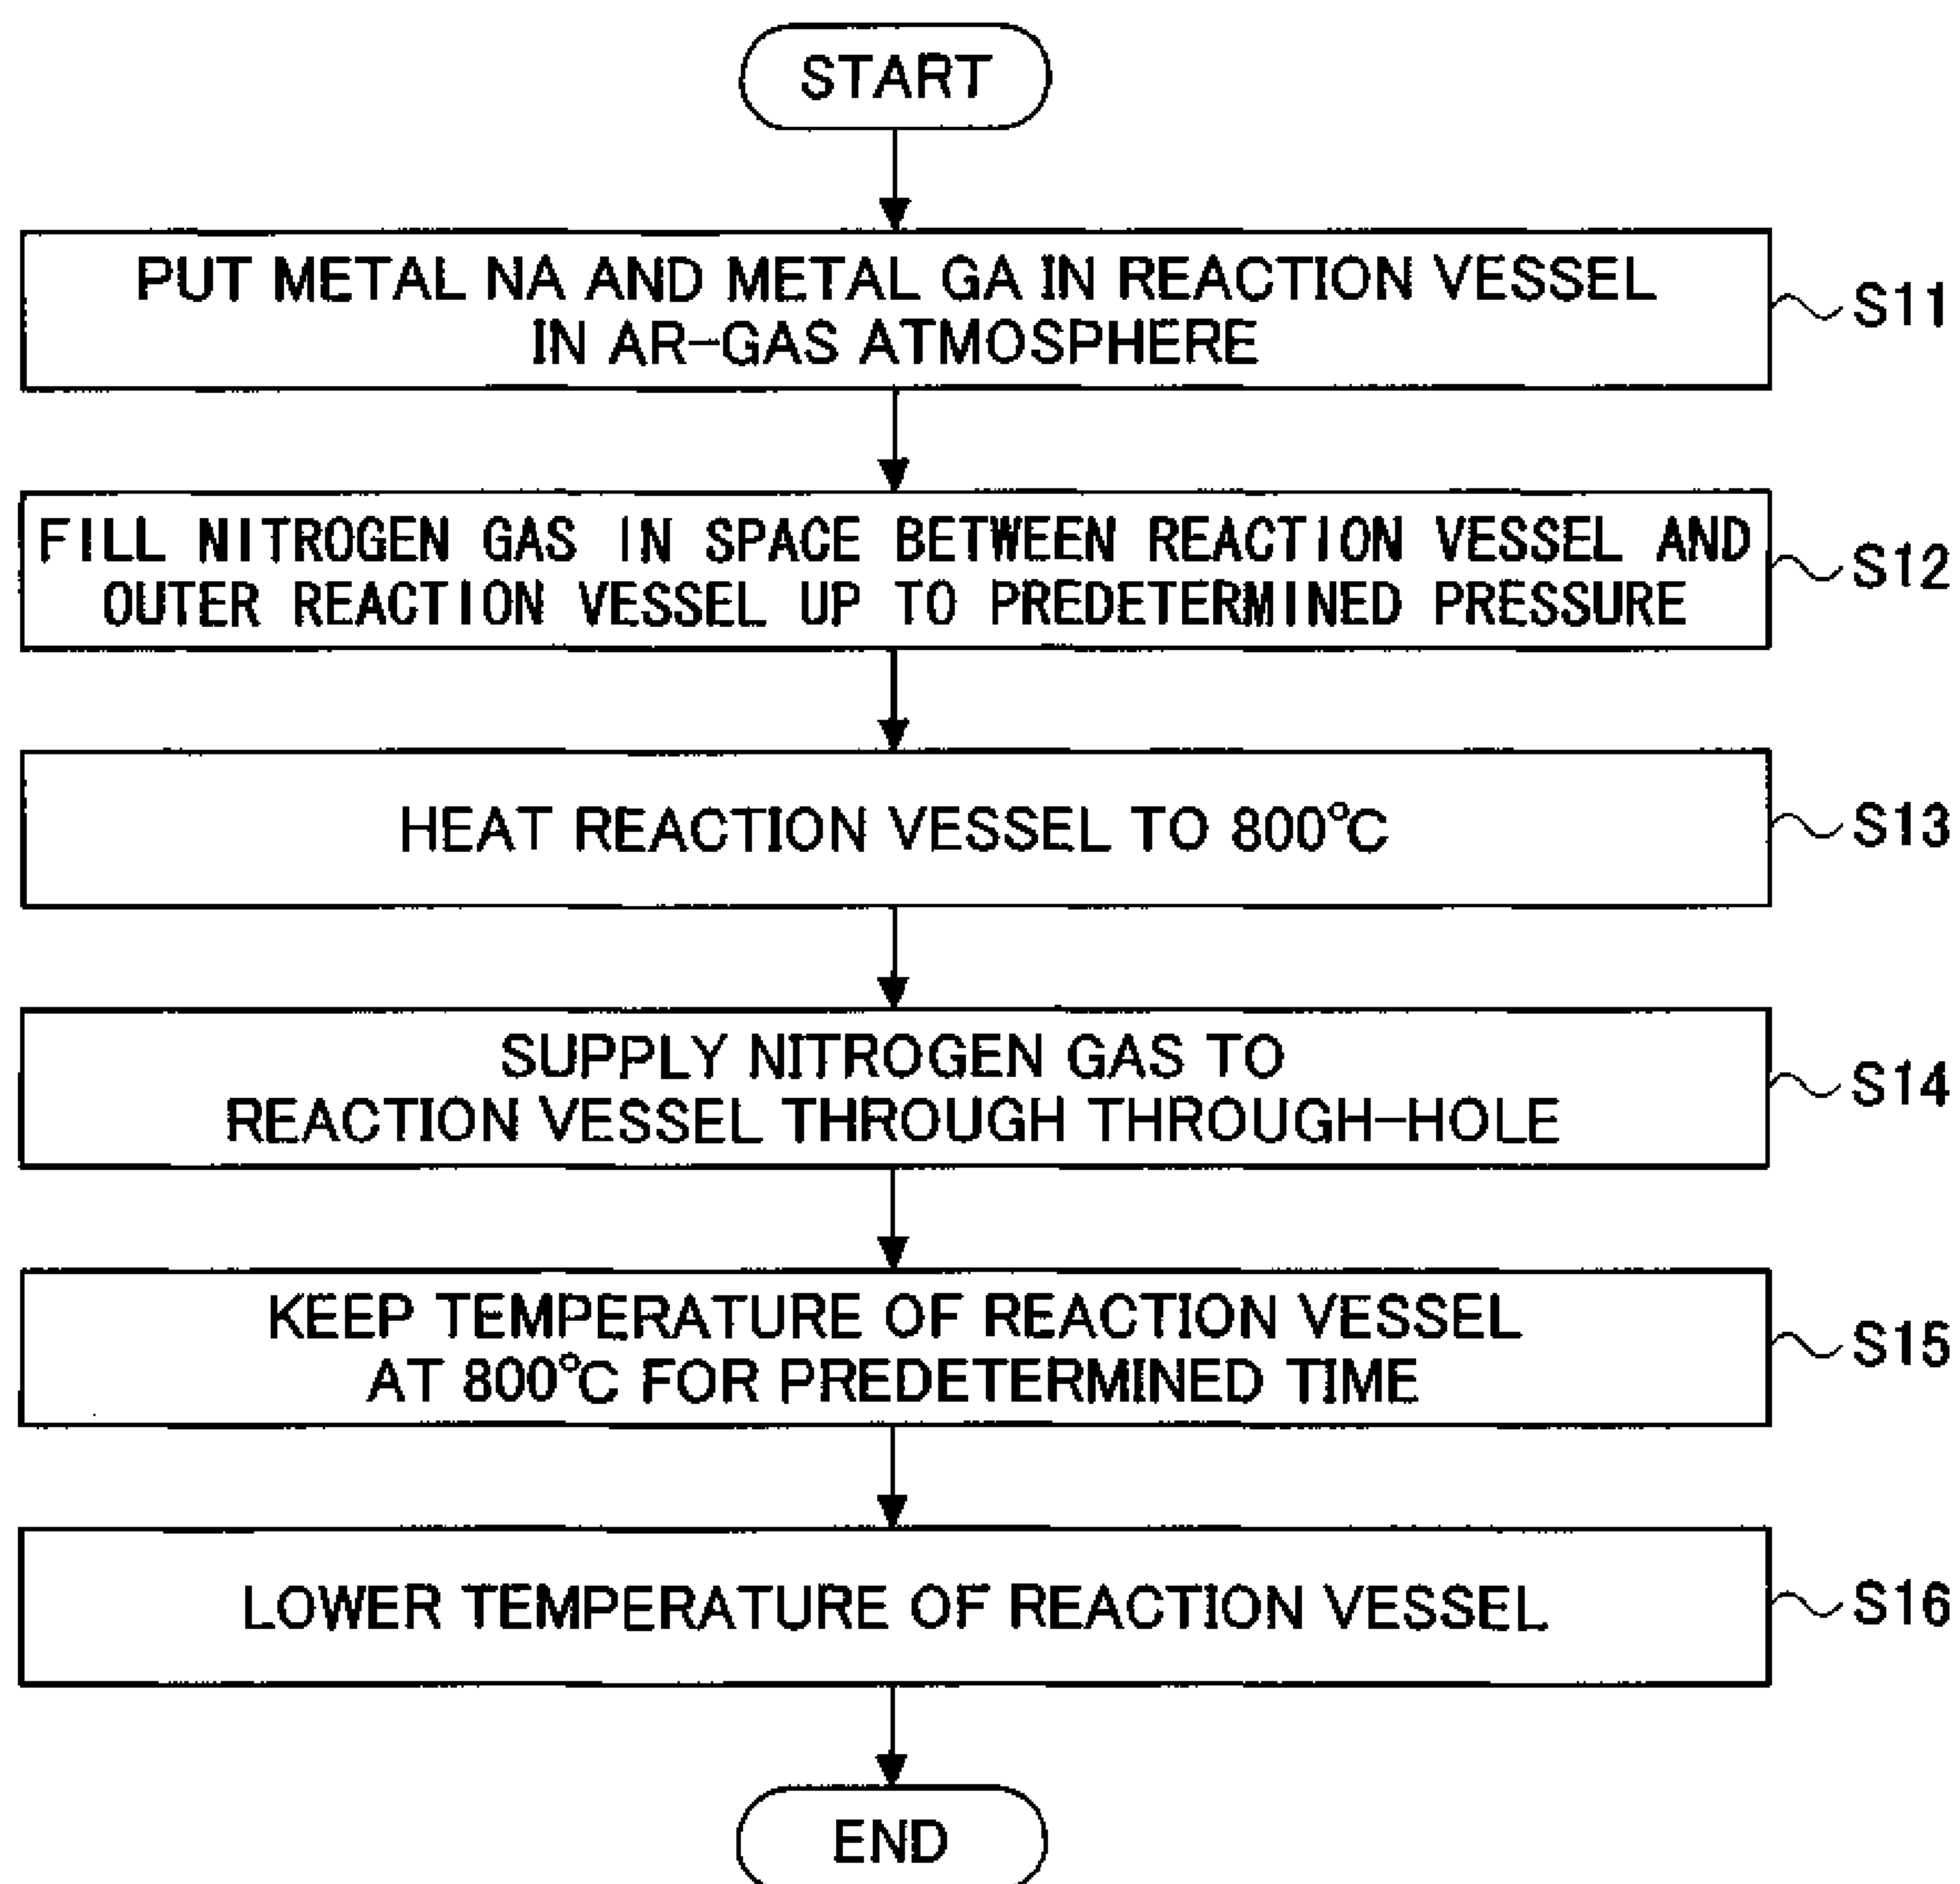 START
PUT METAL NA AND METAL GA IN REACTION VESSEL
IN AR-GAS ATMOSPHERE
S11
FILL NITROGEN GAS IN SPACE BETWEEN REACTION VESSEL AND
OUTER REACTION VESSEL UP TO PREDETERMINED PRESSURE
S12
HEAT REACTION VESSEL TO 800°C
S13
SUPPLY NITROGEN GAS TO
REACTION VESSEL THROUGH THROUGH-HOLE
S14
KEEP TEMPERATURE OF REACTION VESSEL
AT 800°C FOR PREDETERMINED TIME
S15
LOWER TEMPERATURE OF REACTION VESSEL
S16
END